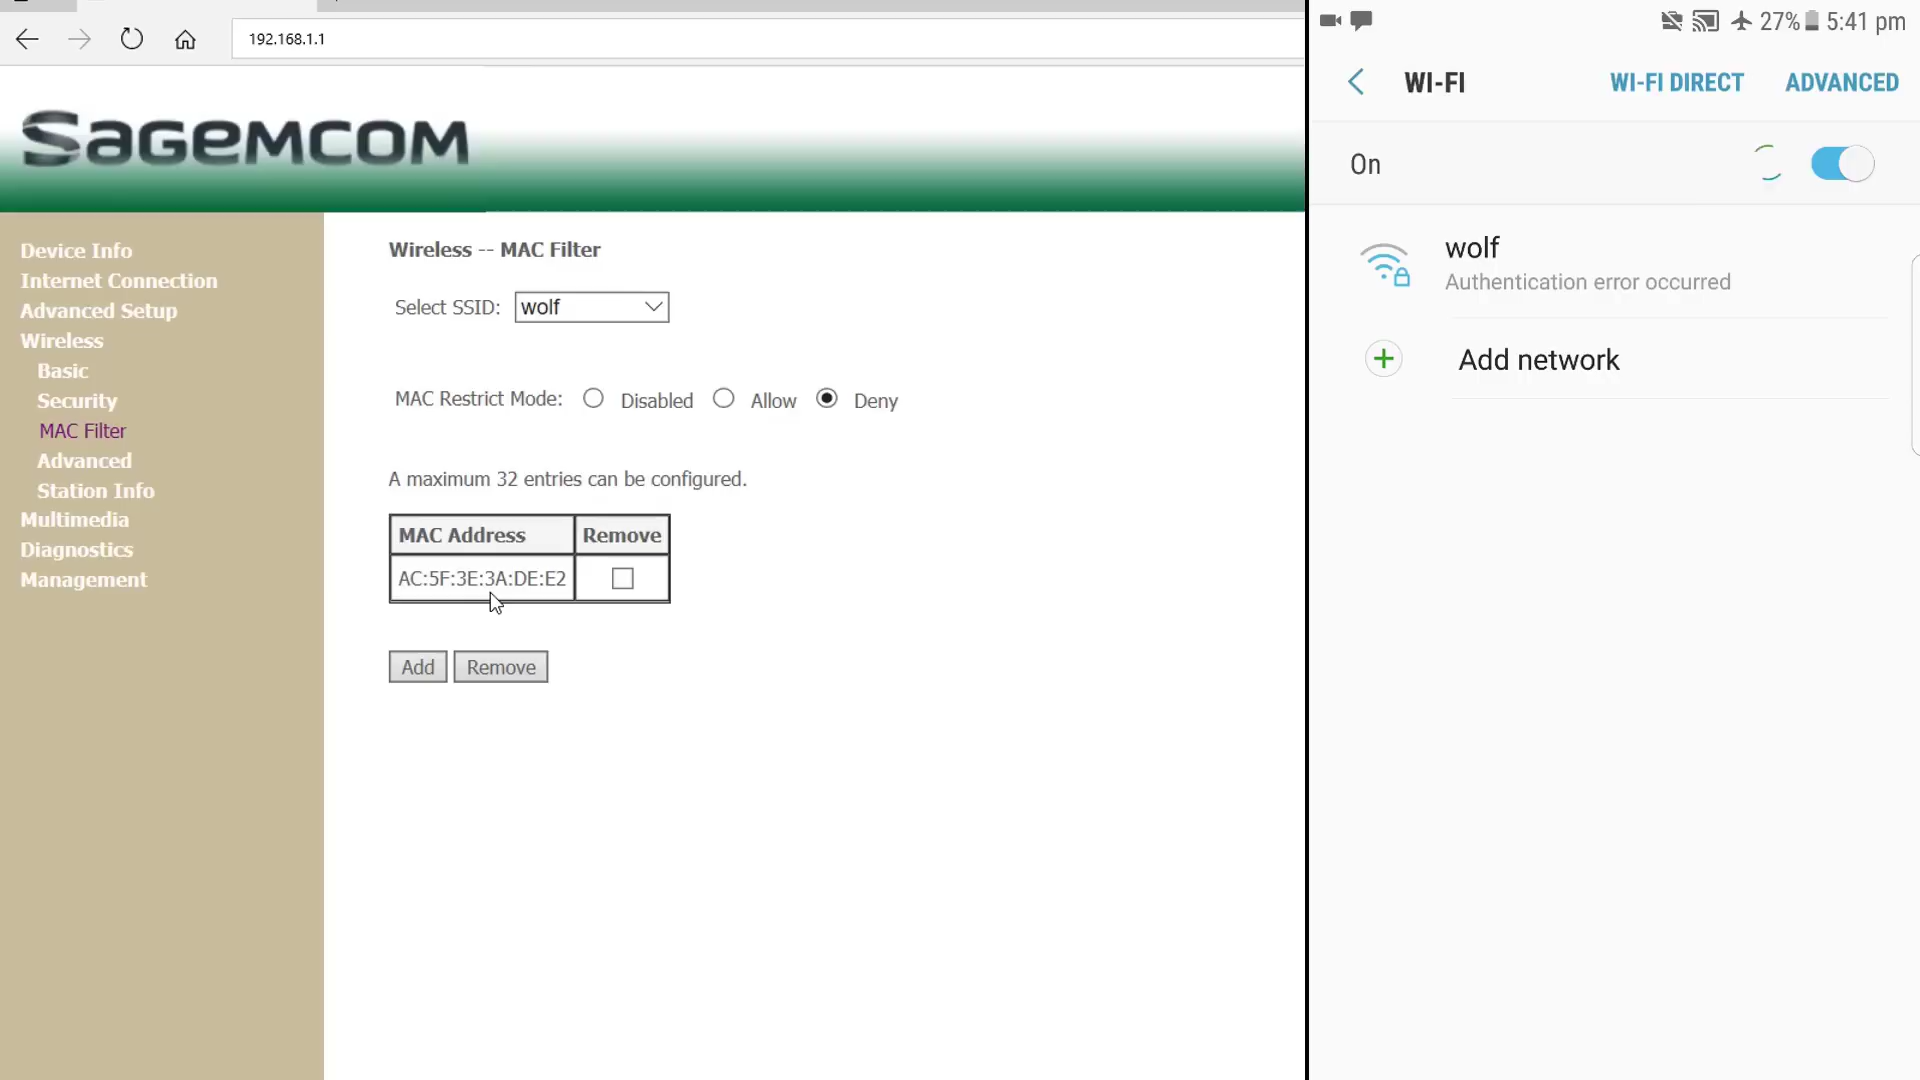 192.168.1.1
SAGEMCOM
Device Info
Internet Connection
Advanced Setup
Wireless
Basic
Security
MAC Filter
Advanced
Station Info
Multimedia
Diagnostics
Management
Wireless -- MAC Filter
Select SSID: wolf
MAC Restrict Mode: Disabled Allow Deny
A maximum 32 entries can be configured.
MAC Address Remove
AC:5F:3E:3A:DE:E2
Add Remove
27% 5:41 pm
WI-FI WI-FI DIRECT ADVANCED
On
wolf
Authentication error occurred
Add network